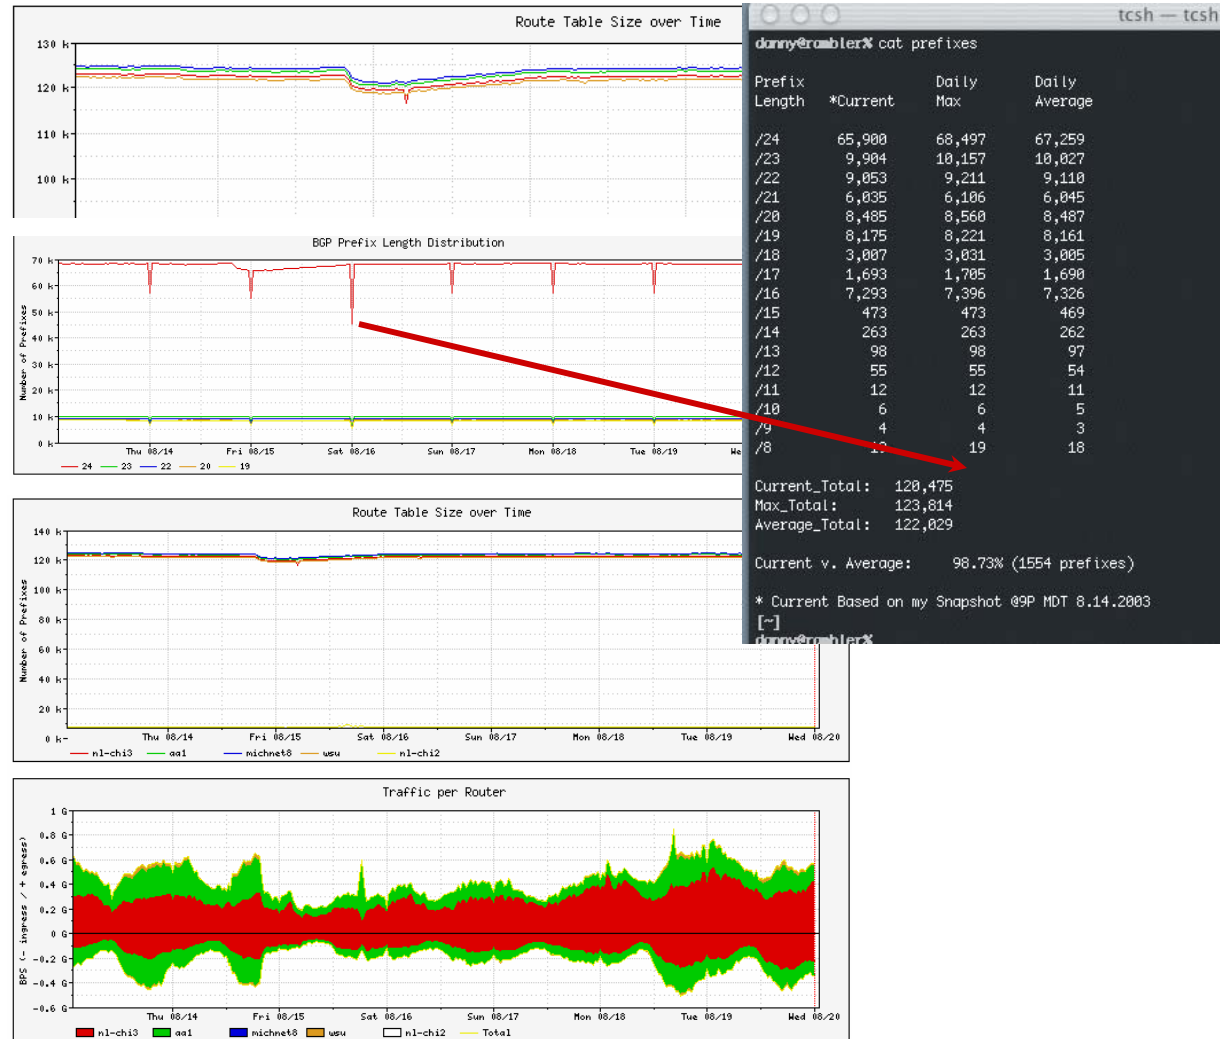 Route Table Size over Time
130 k
120 k
110 k
100 k
BGP Prefix Length Distribution
Number of Prefixes
70 k
60 k
50 k
40 k
30 k
20 k
10 k
0 k
Thu 08/14 Fri 08/15 Sat 08/16 Sun 08/17 Mon 08/18 Tue 08/19 We
24 23 22 20 19
Route Table Size over Time
Number of Prefixes
140 k
120 k
100 k
80 k
60 k
40 k
20 k
0 k
Thu 08/14 Fri 08/15 Sat 08/16 Sun 08/17 Mon 08/18 Tue 08/19 Wed 08/20
nl-chi3 aa1 michnet8 wsu nl-chi2
Traffic per Router
BPS (- ingress / + egress)
1 G
0.8 G
0.6 G
0.4 G
0.2 G
0 G
-0.2 G
-0.4 G
-0.6 G
Thu 08/14 Fri 08/15 Sat 08/16 Sun 08/17 Mon 08/18 Tue 08/19 Wed 08/20
nl-chi3 aa1 michnet8 wsu nl-chi2 Total
tcsh — tcsh
danny@rambler% cat prefixes
Prefix Daily Daily
Length *Current Max Average
/24 65,900 68,497 67,259
/23 9,904 10,157 10,027
/22 9,053 9,211 9,110
/21 6,035 6,106 6,045
/20 8,485 8,560 8,487
/19 8,175 8,221 8,161
/18 3,007 3,031 3,005
/17 1,693 1,705 1,690
/16 7,293 7,396 7,326
/15 473 473 469
/14 263 263 262
/13 98 98 97
/12 55 55 54
/11 12 12 11
/10 6 6 5
/9 4 4 3
/8 19 18
Current_Total: 120,475
Max_Total: 123,814
Average_Total: 122,029
Current v. Average: 98.73% (1554 prefixes)
* Current Based on my Snapshot @9P MDT 8.14.2003
[~]
danny@rambler%